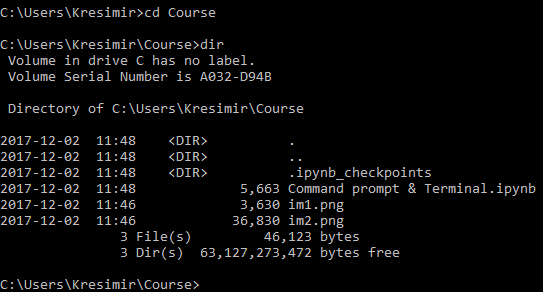 C:\Users\Kresimir>cd Course
C:\Users\Kresimir\Course>dir
 Volume in drive C has no label.
 Volume Serial Number is A032-D94B
 Directory of C:\Users\Kresimir\Course
2017-12-02  11:48    <DIR>          .
2017-12-02  11:48    <DIR>          ..
2017-12-02  11:48    <DIR>          .ipynb_checkpoints
2017-12-02  11:48             5,663 Command prompt & Terminal.ipynb
2017-12-02  11:46             3,630 im1.png
2017-12-02  11:46            36,830 im2.png
               3 File(s)         46,123 bytes
               3 Dir(s)  63,127,273,472 bytes free
C:\Users\Kresimir\Course>